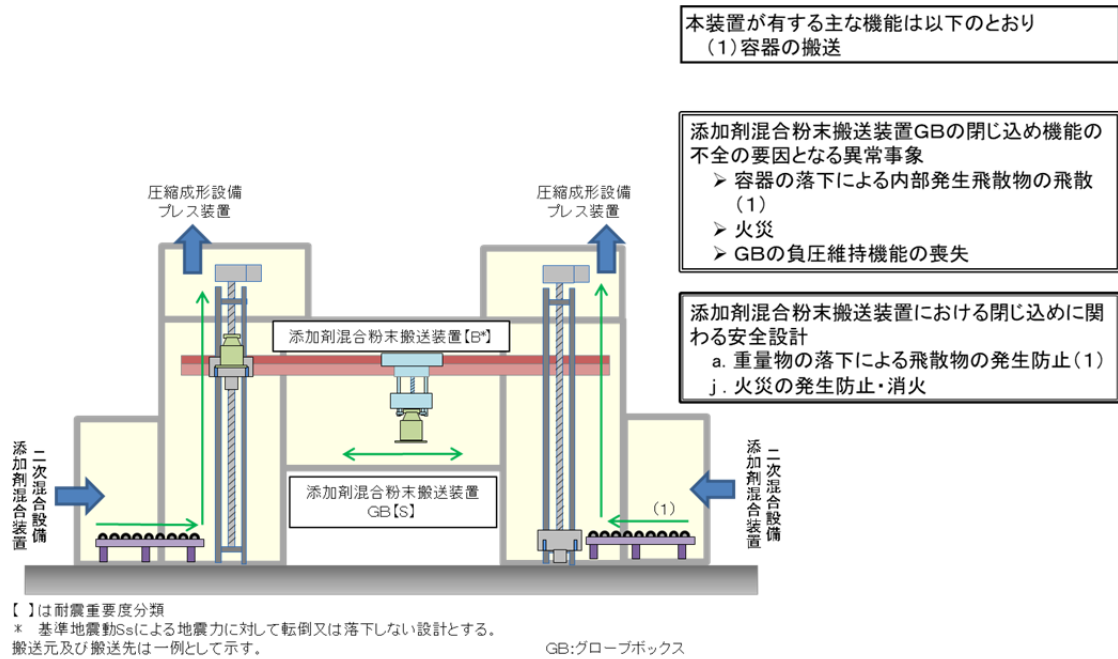 本装置が有する主な機能は以下のとおり
(1)容器の搬送
添加剤混合粉末搬送装置GBの閉じ込め機能の
不全の要因となる異常事象
➢ 容器の落下による内部発生飛散物の飛散
(1)
➢ 火災
➢ GBの負圧維持機能の喪失
添加剤混合粉末搬送装置における閉じ込めに関
わる安全設計
a. 重量物の落下による飛散物の発生防止(1)
j. 火災の発生防止・消火
圧縮成形設備
プレス装置
圧縮成形設備
プレス装置
添加剤混合粉末搬送装置【B*】
二次混合設備
添加剤混合装置
添加剤混合粉末搬送装置
GB【S】
(1)
二次混合設備
添加剤混合装置
【 】は耐震重要度分類
* 基準地震動Ssによる地震力に対して転倒又は落下しない設計とする。
搬送元及び搬送先は一例として示す。
GB:グローブボックス